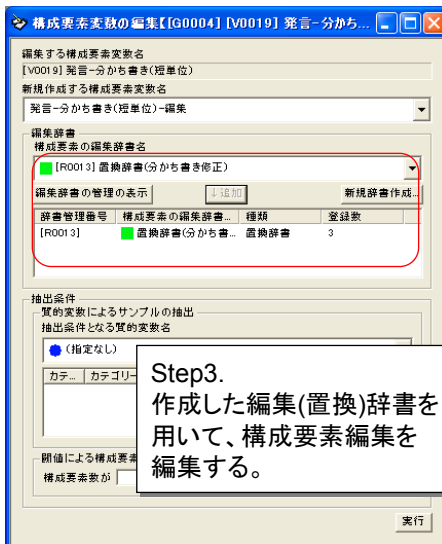 構成要素変数の編集【[G0004] [V0019] 発言-分かち...
編集する構成要素変数名
[V0019] 発言-分かち書き(短単位)
新規作成する構成要素変数名
発言-分かち書き(短単位)-編集
編集辞書
構成要素の編集辞書名
[R0013] 置換辞書(分かち書き修正)
編集辞書の管理の表示 ↓追加 新規辞書作成...
辞書管理番号 構成要素の編集辞書... 種類 登録数
[R0013] 置換辞書(分かち書... 置換辞書 3
抽出条件
質的変数によるサンプルの抽出
抽出条件となる質的変数名
(指定なし)
カテ... カテゴリー
Step3.
作成した編集(置換)辞書を
用いて、構成要素編集を
編集する。
閾値による構成要素
構成要素数が
実行